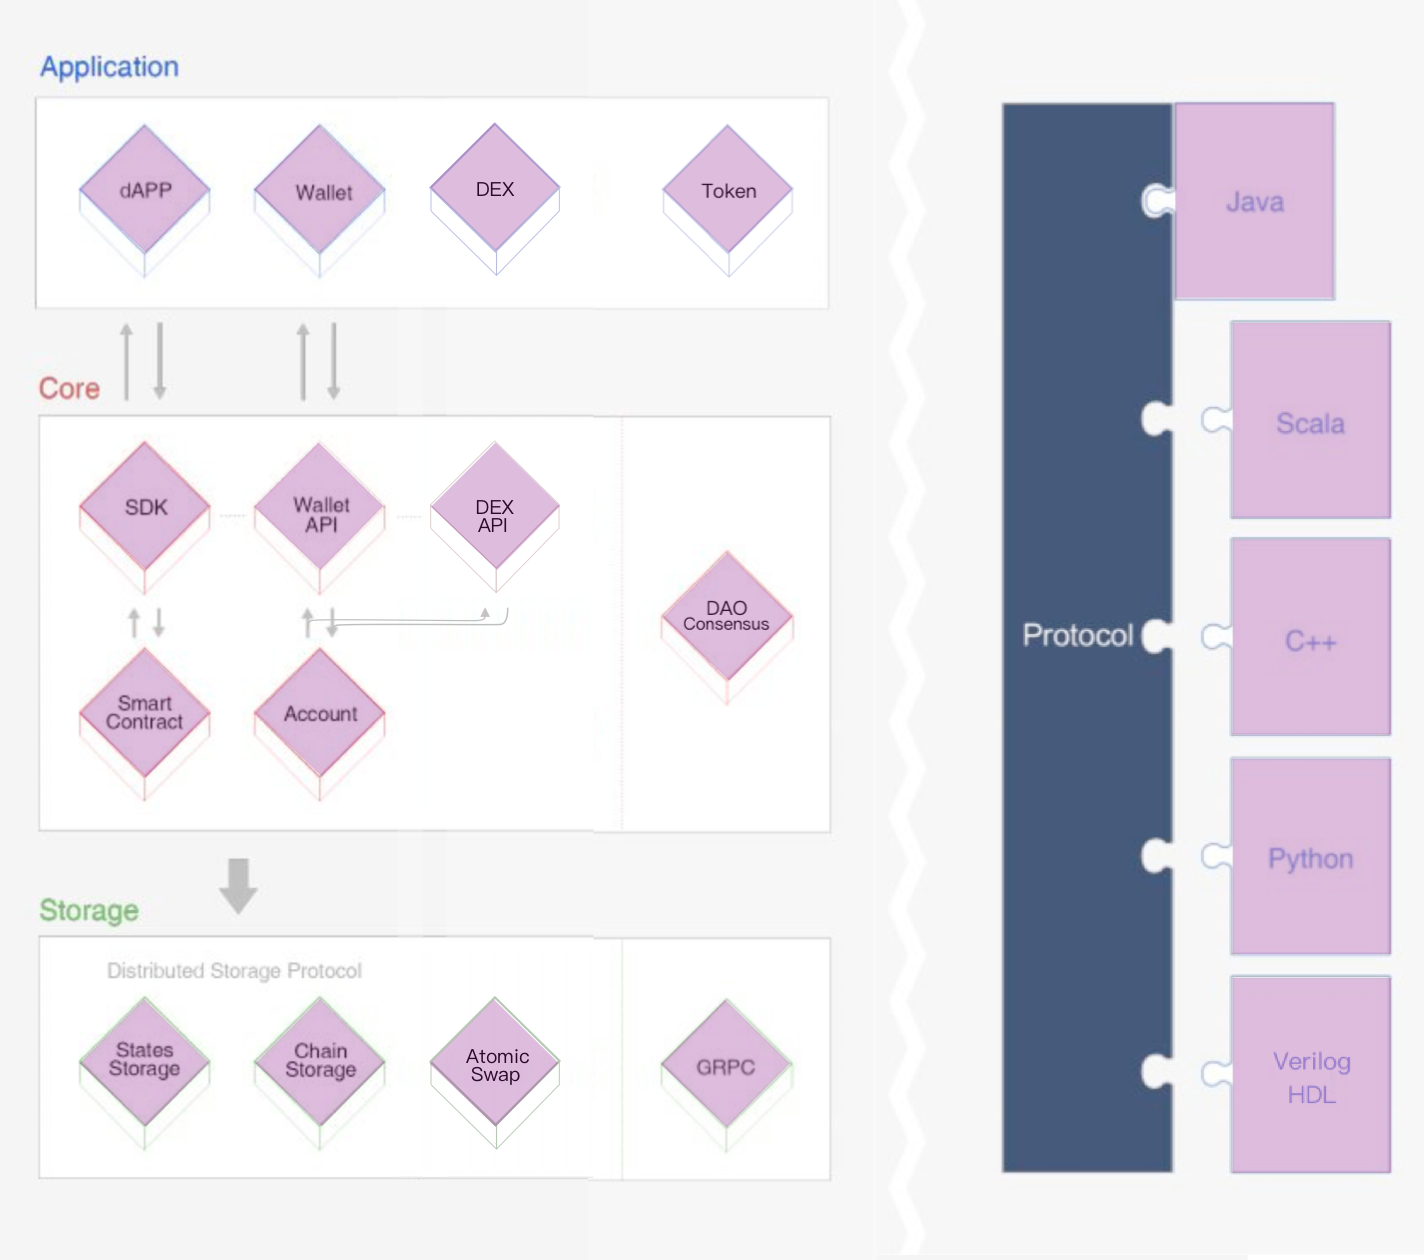 Application
dAPP
Wallet
DEX
Token
Core
SDK
Wallet
API
DEX
API
DAO
Consensus
Smart
Contract
Account
Storage
Distributed Storage Protocol
States
Storage
Chain
Storage
Atomic
Swap
GRPC
Protocol
Java
Scala
C++
Python
Verilog
HDL